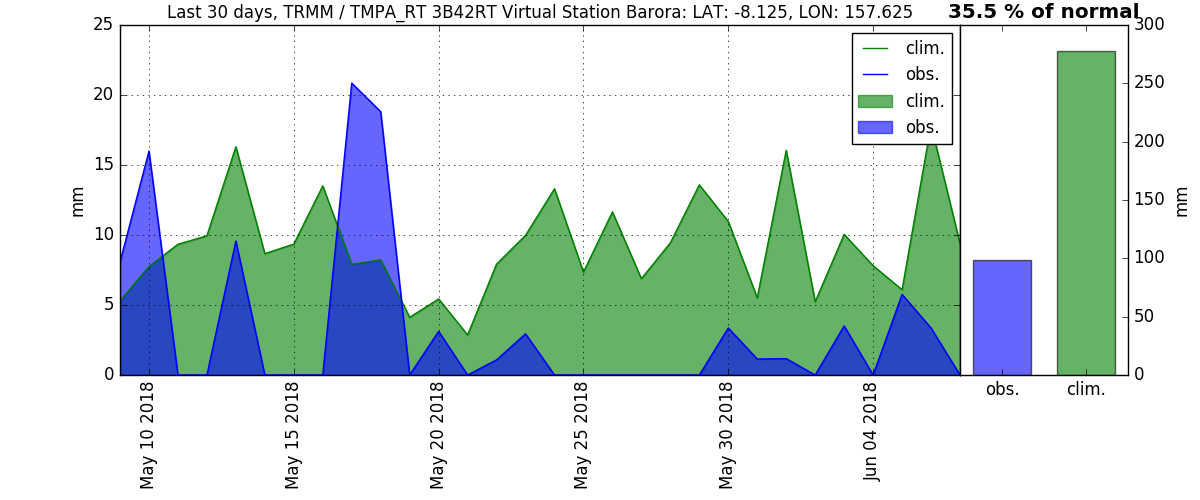 Last 30 days, TRMM / TMPA_RT 3B42RT Virtual Station Barora: LAT: -8.125, LON: 157.625
35.5 % of normal
25
20
15
10
5
0
mm
clim.
obs.
clim.
obs.
300
250
200
150
100
50
0
mm
May 10 2018
May 15 2018
May 20 2018
May 25 2018
May 30 2018
Jun 04 2018
obs.
clim.